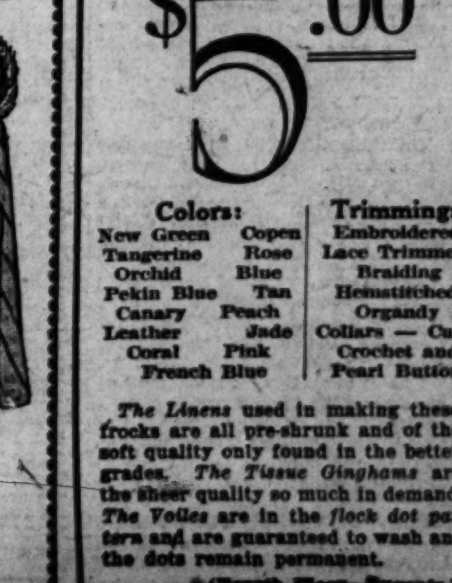 $5.00
Colors:
New Green Copen
Tangerine Rose
Orchid Blue
Pekin Blue Tan
Canary Peach
Leather Jade
Coral Pink
French Blue
Trimming
Embroidere
Lace Trimme
Braiding
Hemstitched
Organdy
Collars — Cu
Crochet and
Pearl Butto
The Linens used in making thes
frocks are all pre-shrunk and of th
soft quality only found in the bette
grades. The Tissue Ginghams ar
the sheer quality so much in demand
The Voiles are in the flock dot pa
tern and are guaranteed to wash an
the dots remain permanent.